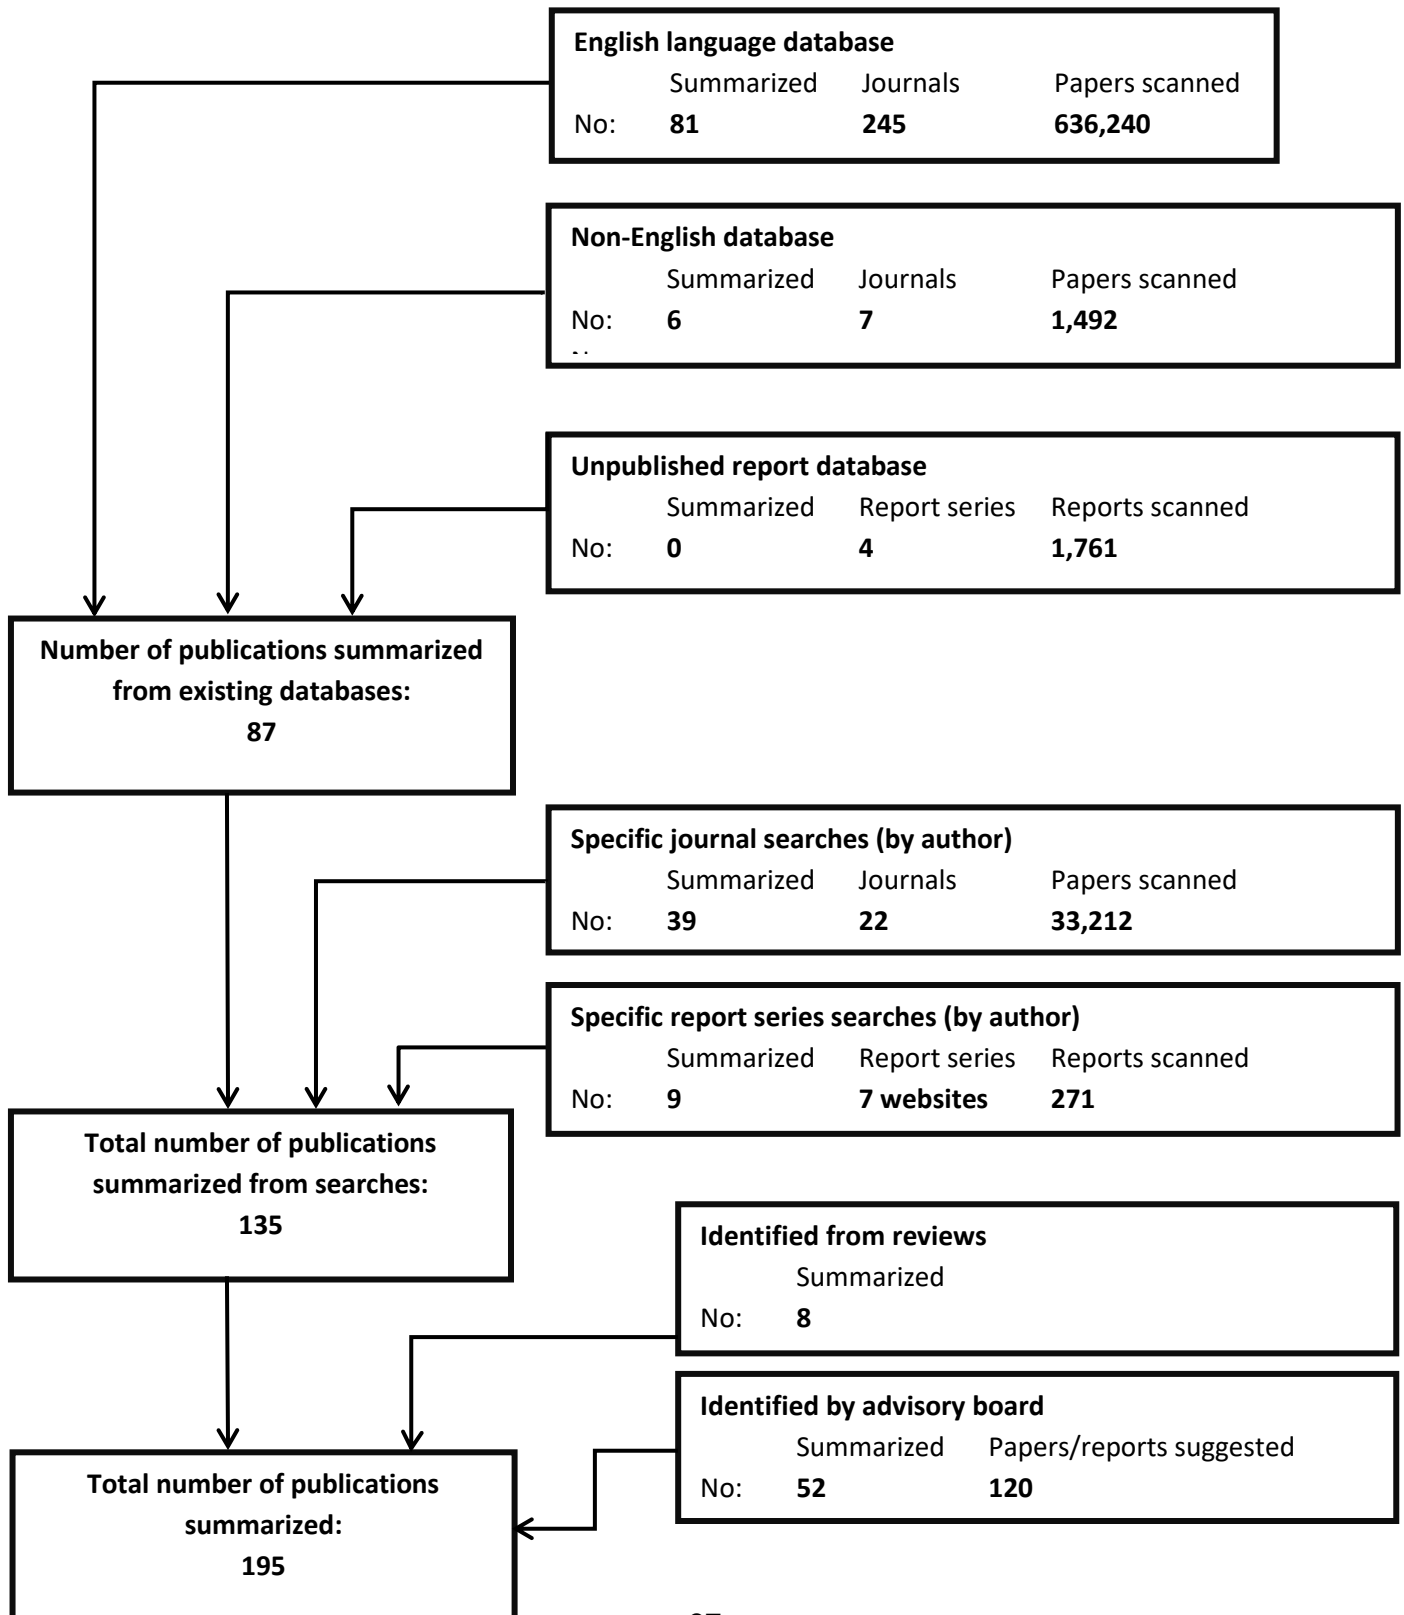 English language database
Summarized Journals Papers scanned
No: 81 245 636,240
Non-English database
Summarized Journals Papers scanned
No: 6 7 1,492
Unpublished report database
Summarized Report series Reports scanned
No: 0 4 1,761
Number of publications summarized
from existing databases:
87
Specific journal searches (by author)
Summarized Journals Papers scanned
No: 39 22 33,212
Specific report series searches (by author)
Summarized Report series Reports scanned
No: 9 7 websites 271
Total number of publications
summarized from searches:
135
Identified from reviews
Summarized
No: 8
Identified by advisory board
Summarized Papers/reports suggested
No: 52 120
Total number of publications
summarized:
195